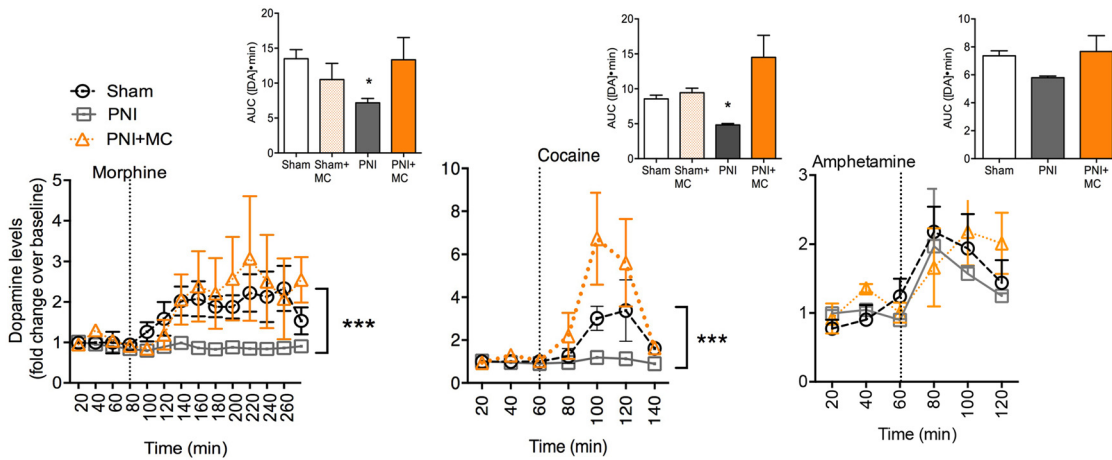 AUC ([DA]•min)
15
10
5
0
*
Sham
Sham+
MC
PNI
PNI+
MC
AUC ([DA]•min)
20
15
10
5
0
*
Sham
Sham+
MC
PNI
PNI+
MC
AUC ([DA]•min)
10
8
6
4
2
0
Sham
PNI
PNI+
MC
Sham
PNI
PNI+MC
Morphine
Dopamine levels
(fold change over baseline)
5
4
3
2
1
0
***
20
40
60
80
100
120
140
160
180
200
220
240
260
Time (min)
Cocaine
10
8
6
4
2
0
***
20
40
60
80
100
120
140
Time (min)
Amphetamine
3
2
1
0
20
40
60
80
100
120
Time (min)